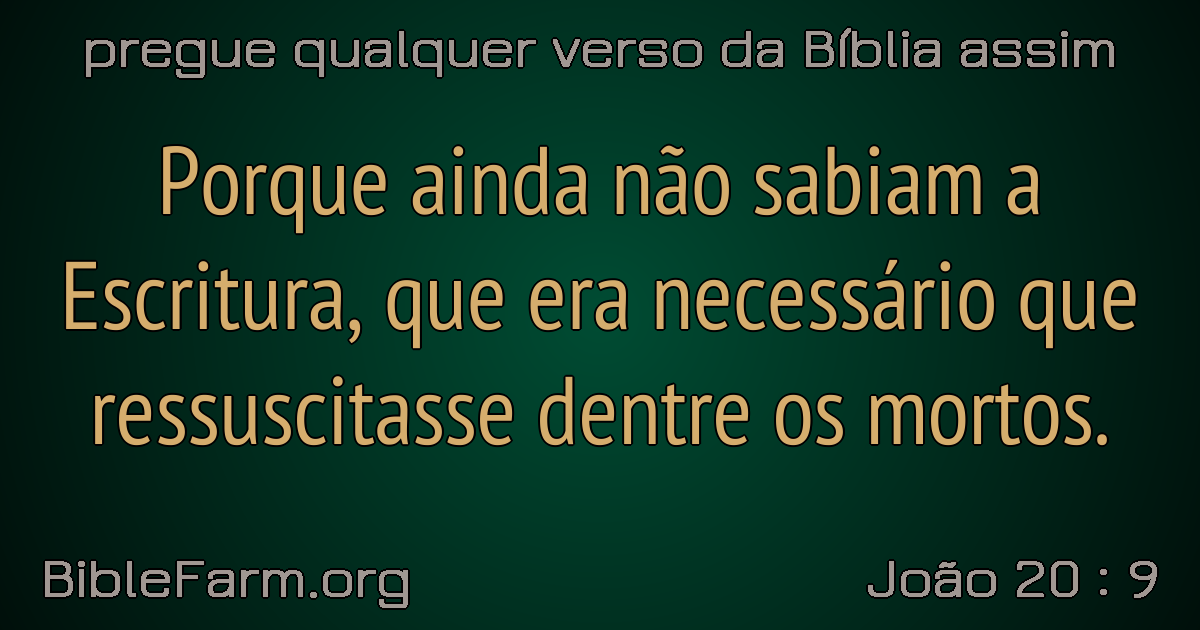 pregue qualquer verso da Bíblia assim
Porque ainda não sabiam a
Escritura, que era necessário que
ressuscitasse dentre os mortos.
BibleFarm.org
João 20 : 9